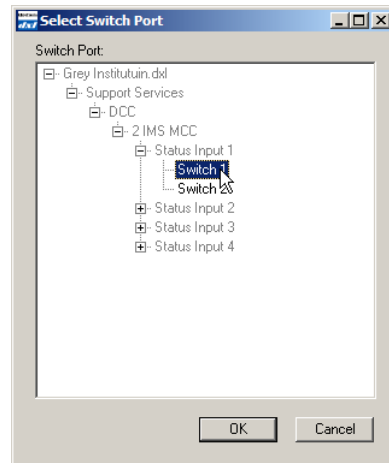 Select Switch Port
Switch Port:
Grey Institutuin.dxl
Support Services
DCC
2 IMS MCC
Status Input 1
Switch 1
Switch 2
Status Input 2
Status Input 3
Status Input 4
OK
Cancel